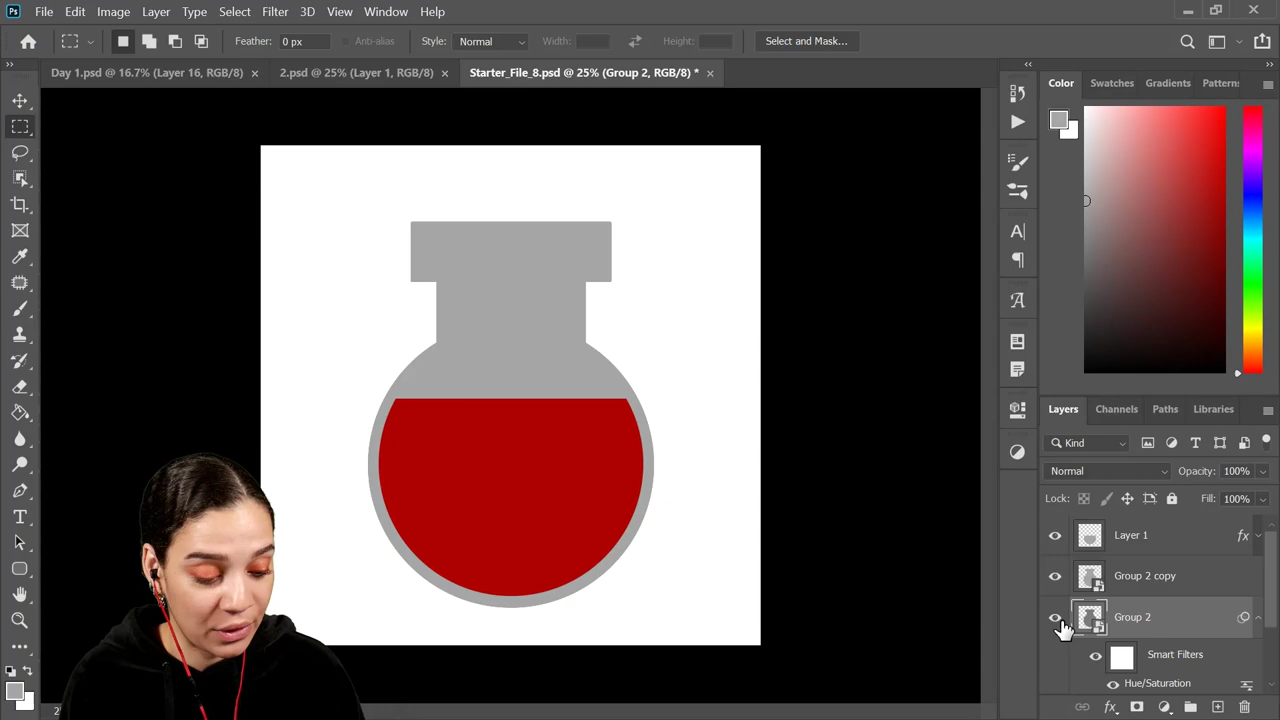 Ps File Edit Image Layer Type Select Filter 3D View Window Help
Feather: 0 px Anti-alias Style: Normal Width: Height: Select and Mask...
Day 1.psd @ 16.7% (Layer 16, RGB/8) × 2.psd @ 25% (Layer 1, RGB/8) × Starter_File_8.psd @ 25% (Group 2, RGB/8) * ×
Color Swatches Gradients Patterns
Layers Channels Paths Libraries
Kind
Normal Opacity: 100%
Lock: Fill: 100%
Layer 1 fx
Group 2 copy
Group 2
Smart Filters
Hue/Saturation
fx